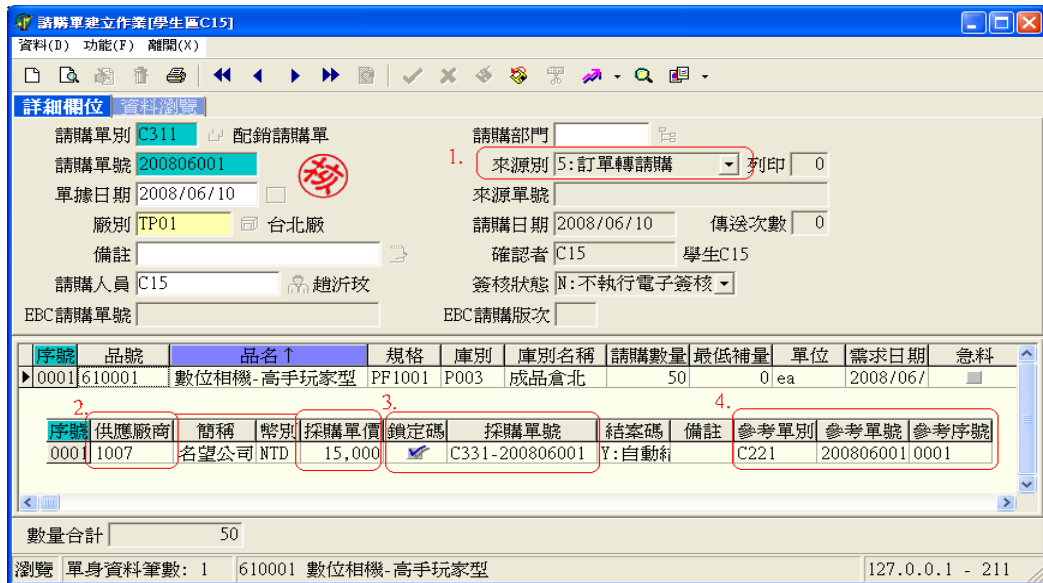 請購單建立作業[學生區C15]
資料(D) 功能(F) 離開(X)
詳細欄位 資料瀏覽
請購單別 C311 配銷請購單 請購部門
請購單號 200806001 核 1. 來源別 5:訂單轉請購 列印 0
單據日期 2008/06/10 來源單號
廠別 TP01 台北廠 請購日期 2008/06/10 傳送次數 0
備註 確認者 C15 學生C15
請購人員 C15 趙沂玫 簽核狀態 N:不執行電子簽核
EBC請購單號 EBC請購版次
序號 品號 品名↑ 規格 庫別 庫別名稱 請購數量 最低補量 單位 需求日期 急料
0001 610001 數位相機-高手玩家型 PF1001 P003 成品倉北 50 0 ea 2008/06/
2. 3. 4.
序號 供應廠商 簡稱 幣別 採購單價 鎖定碼 採購單號 結案碼 備註 參考單別 參考單號 參考序號
0001 1007 名望公司 NTD 15,000 C331-200806001 Y:自動結 C221 200806001 0001
數量合計 50
瀏覽 單身資料筆數: 1 610001 數位相機-高手玩家型 127.0.0.1 - 211